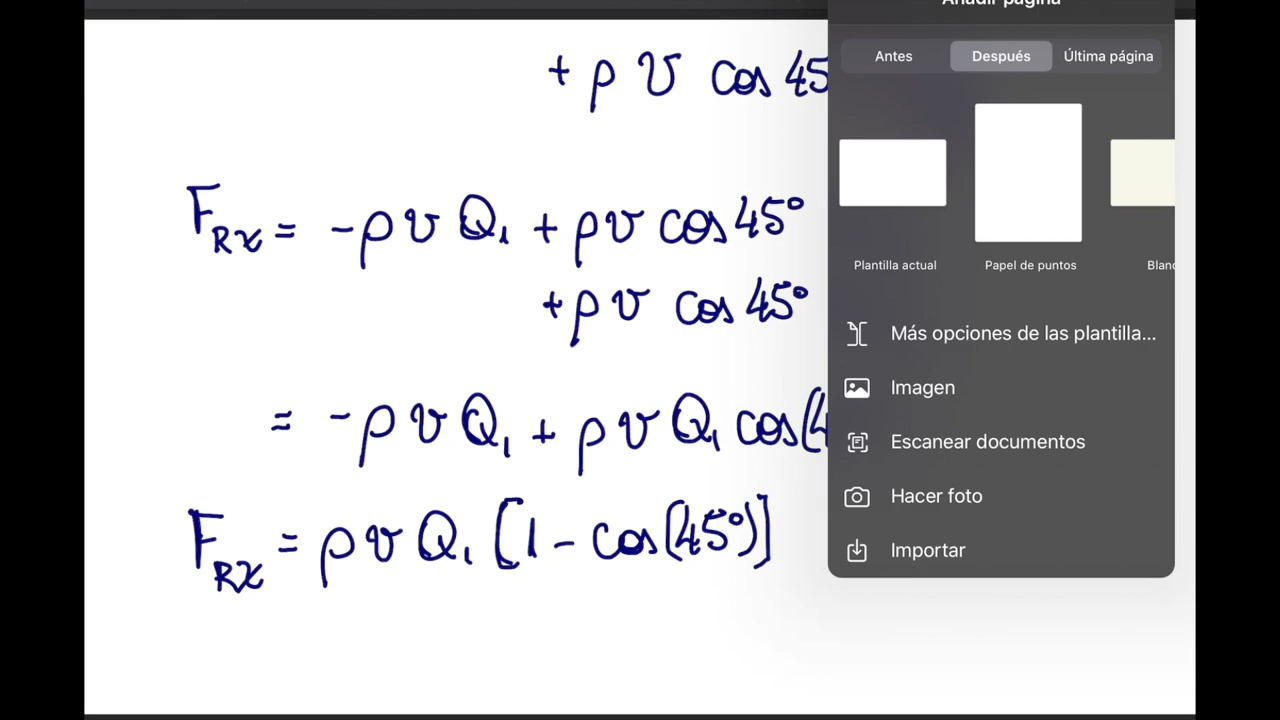 Añadir página
Antes Después Última página
+ ρ v cos 45
Plantilla actual Papel de puntos Blanc
F_RX = -ρ v Q₁ + ρ v cos 45°
+ ρ v cos 45°
Más opciones de las plantilla...
Imagen
= -ρ v Q₁ + ρ v Q₁ cos(4
Escanear documentos
Hacer foto
F_RX = ρ v Q₁ [1 - cos(45°)]
Importar